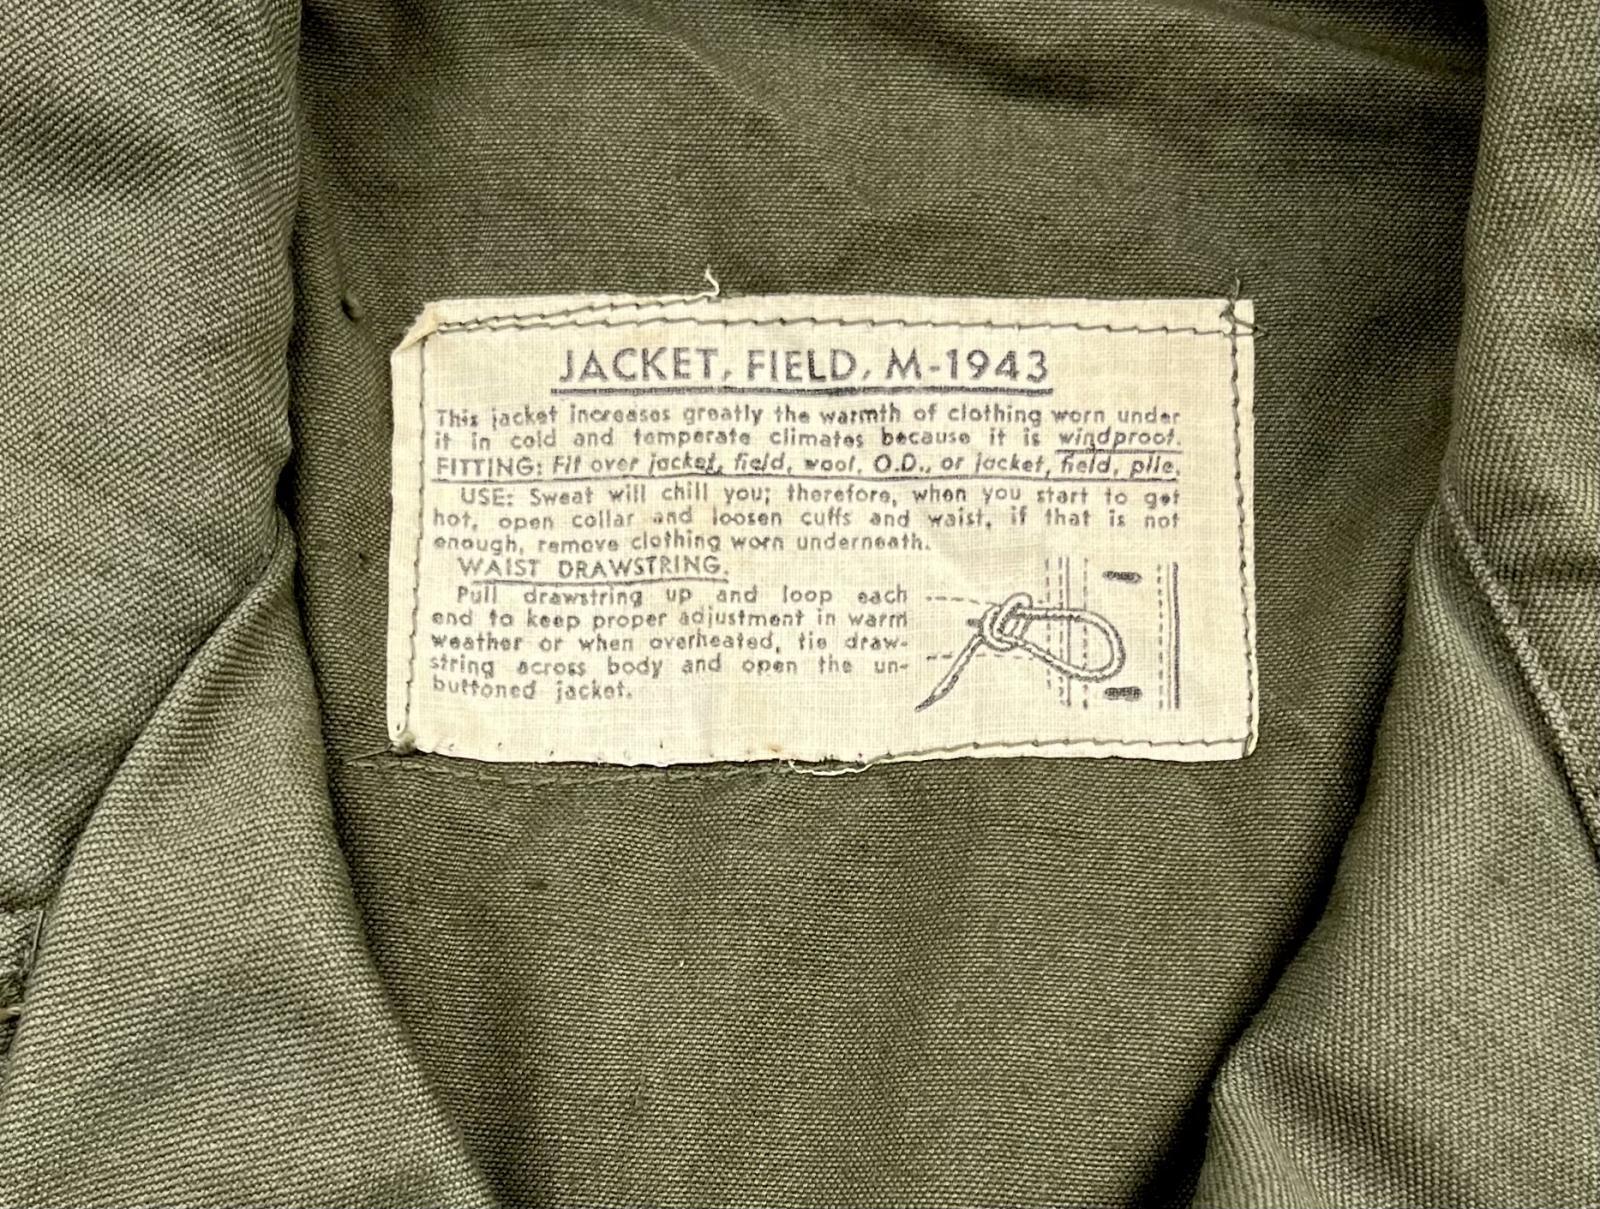 JACKET, FIELD, M-1943
This jacket increases greatly the warmth of clothing worn under
it in cold and temperate climates because it is windproof.
FITTING: Fit over jacket, field, wool, O.D., or jacket, field, pile.
USE: Sweat will chill you; therefore, when you start to get
hot, open collar and loosen cuffs and waist, if that is not
enough, remove clothing worn underneath.
WAIST DRAWSTRING.
Pull drawstring up and loop each
end to keep proper adjustment in warm
weather or when overheated, tie draw-
string across body and open the un-
buttoned jacket.